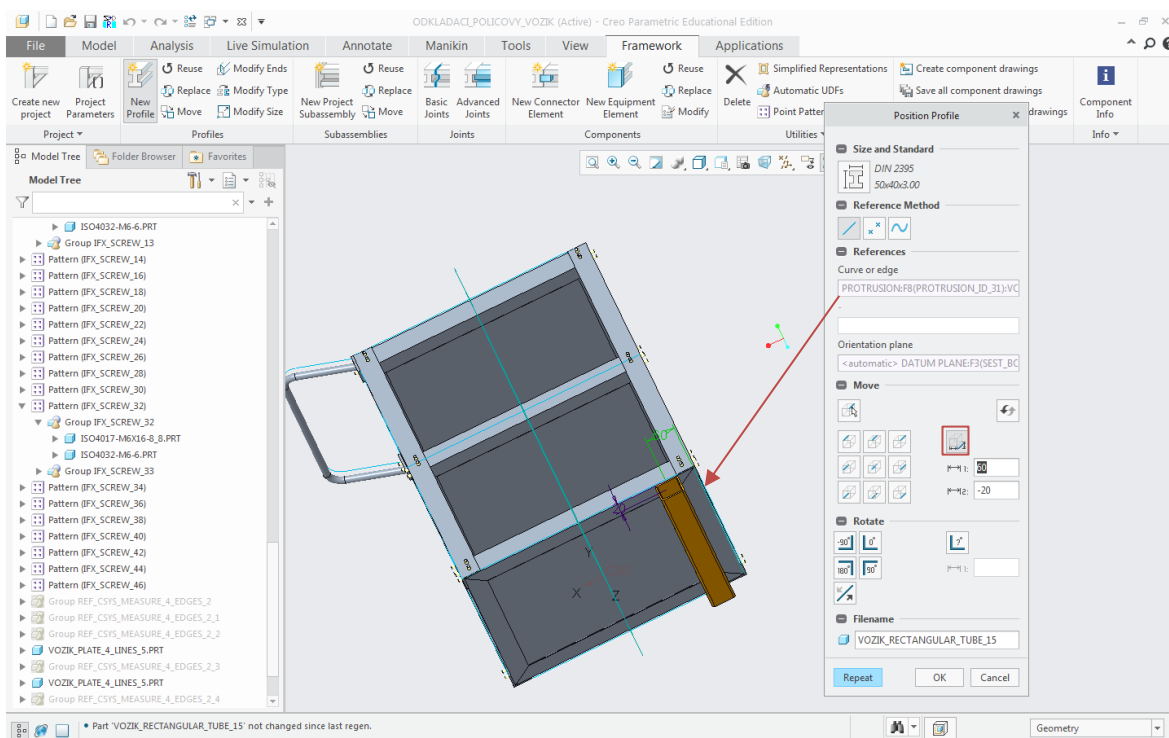 ODKLADACI_POLICOVY_VOZIK (Active) - Creo Parametric Educational Edition
File Model Analysis Live Simulation Annotate Manikin Tools View Framework Applications
Create new project
Project Parameters
Project
New Profile
Reuse
Replace
Move
Modify Ends
Modify Type
Modify Size
Profiles
New Project Subassembly
Reuse
Replace
Move
Subassemblies
Basic Joints
Advanced Joints
Joints
New Connector Element
New Equipment Element
Reuse
Replace
Modify
Components
Delete
Simplified Representations
Automatic UDFs
Point Patter
Utilities
Create component drawings
Save all component drawings
drawings
Component Info
Info
Model Tree Folder Browser Favorites
Model Tree
ISO4032-M6-6.PRT
Group IFX_SCREW_13
Pattern (IFX_SCREW_14)
Pattern (IFX_SCREW_16)
Pattern (IFX_SCREW_18)
Pattern (IFX_SCREW_20)
Pattern (IFX_SCREW_22)
Pattern (IFX_SCREW_24)
Pattern (IFX_SCREW_26)
Pattern (IFX_SCREW_28)
Pattern (IFX_SCREW_30)
Pattern (IFX_SCREW_32)
Group IFX_SCREW_32
ISO4017-M6X16-8_8.PRT
ISO4032-M6-6.PRT
Group IFX_SCREW_33
Pattern (IFX_SCREW_34)
Pattern (IFX_SCREW_36)
Pattern (IFX_SCREW_38)
Pattern (IFX_SCREW_40)
Pattern (IFX_SCREW_42)
Pattern (IFX_SCREW_44)
Pattern (IFX_SCREW_46)
Group REF_CSYS_MEASURE_4_EDGES_2
Group REF_CSYS_MEASURE_4_EDGES_2_1
Group REF_CSYS_MEASURE_4_EDGES_2_2
VOZIK_PLATE_4_LINES_5.PRT
Group REF_CSYS_MEASURE_4_EDGES_2_3
VOZIK_PLATE_4_LINES_5.PRT
Group REF_CSYS_MEASURE_4_EDGES_2_4
Y
X
Z
Position Profile
Size and Standard
DIN 2395
50x40x3.00
Reference Method
References
Curve or edge
PROTRUSION:F8(PROTRUSION_ID_31):VC
-
Orientation plane
<automatic> DATUM PLANE:F3(SEST_BC
Move
1: 60
2: -20
Rotate
-90° 0° ?°
180° 90° 1:
Filename
VOZIK_RECTANGULAR_TUBE_15
Repeat OK Cancel
• Part 'VOZIK_RECTANGULAR_TUBE_15' not changed since last regen.
Geometry